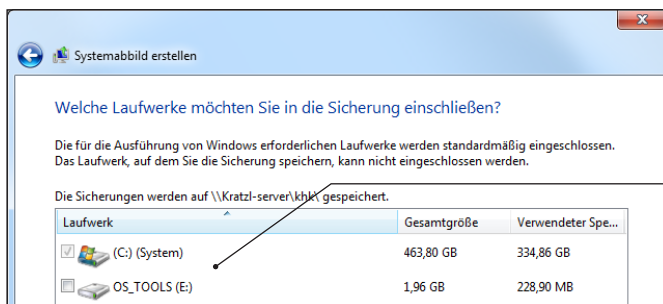 Systemabbild erstellen
Welche Laufwerke möchten Sie in die Sicherung einschließen?
Die für die Ausführung von Windows erforderlichen Laufwerke werden standardmäßig eingeschlossen.
Das Laufwerk, auf dem Sie die Sicherung speichern, kann nicht eingeschlossen werden.
Die Sicherungen werden auf \\Kratzl-server\khk\ gespeichert.
Laufwerk Gesamtgröße Verwendeter Spe...
(C:) (System) 463,80 GB 334,86 GB
OS_TOOLS (E:) 1,96 GB 228,90 MB